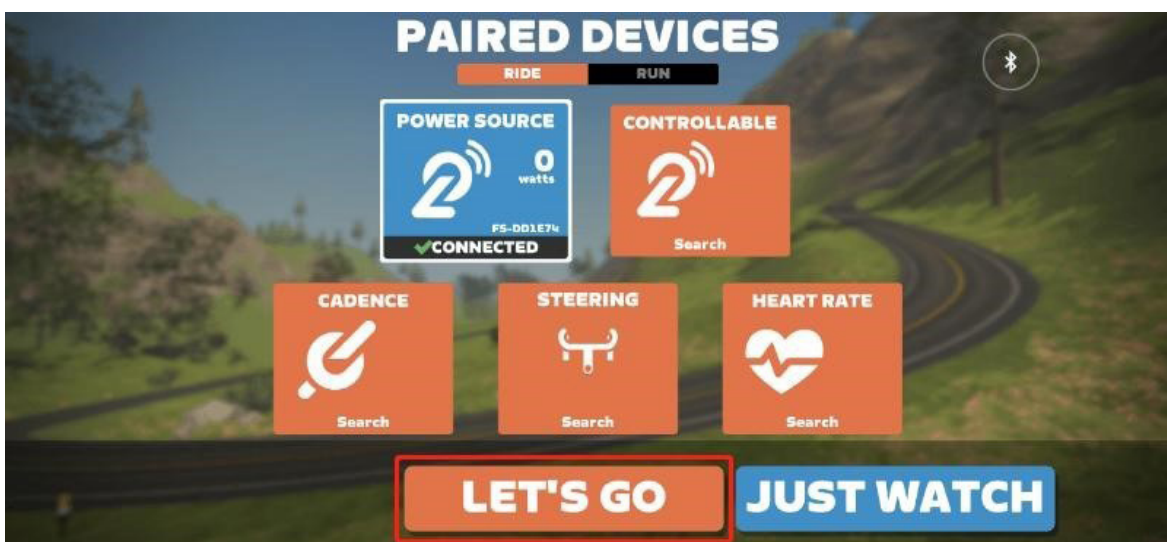 PAIRED DEVICES
RIDE RUN
POWER SOURCE
0
watts
FS-DD1E74
CONNECTED
CONTROLLABLE
Search
CADENCE
Search
STEERING
Search
HEART RATE
Search
LET'S GO
JUST WATCH